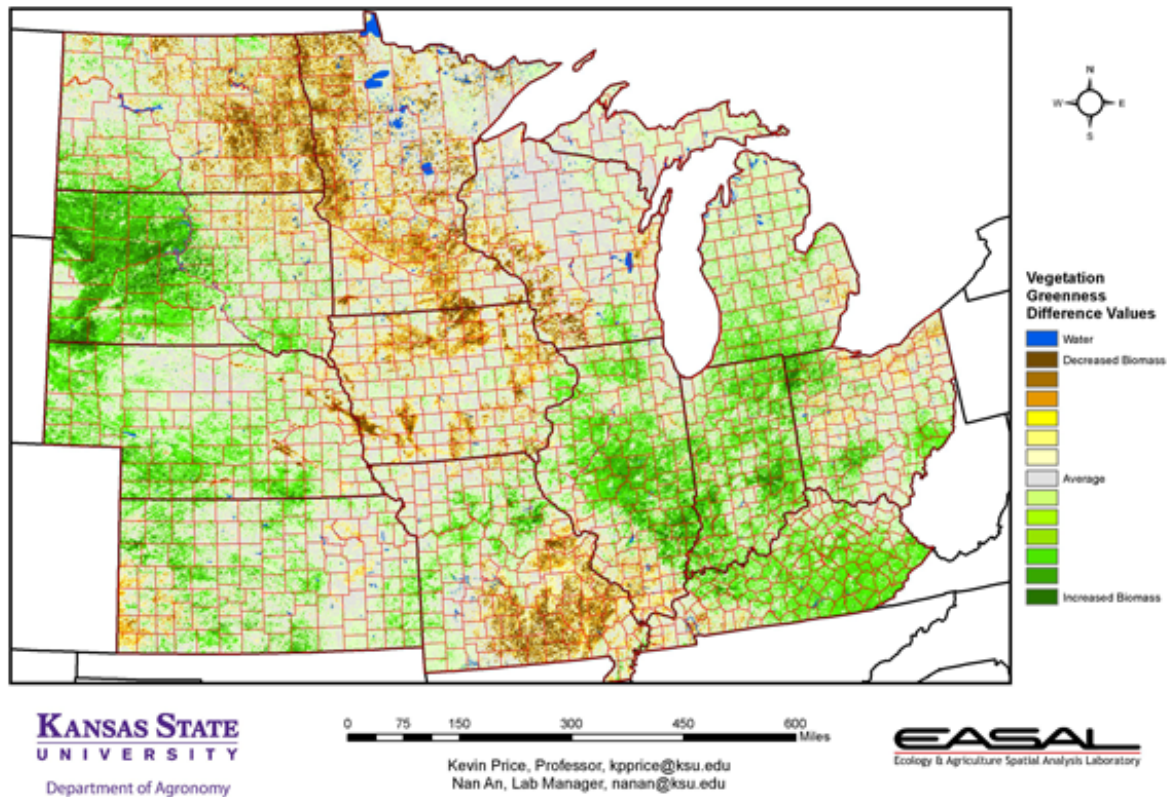 N
W E
S
Vegetation
Greenness
Difference Values
Water
Decreased Biomass
Average
Increased Biomass
KANSAS STATE
UNIVERSITY
Department of Agronomy
0 75 150 300 450 600
Miles
Kevin Price, Professor, kpprice@ksu.edu
Nan An, Lab Manager, nanan@ksu.edu
EASAL
Ecology & Agriculture Spatial Analysis Laboratory